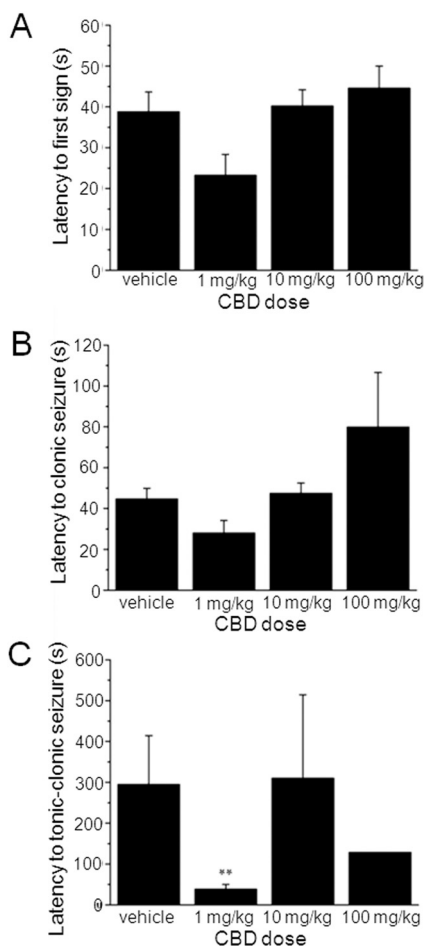 A
Latency to first sign (s)
60
50
40
30
20
10
0
vehicle 1 mg/kg 10 mg/kg 100 mg/kg
CBD dose
B
Latency to clonic seizure (s)
120
100
80
60
40
20
0
vehicle 1 mg/kg 10 mg/kg 100 mg/kg
CBD dose
C
Latency to tonic-clonic seizure (s)
600
500
400
300
200
100
0
**
vehicle 1 mg/kg 10 mg/kg 100 mg/kg
CBD dose